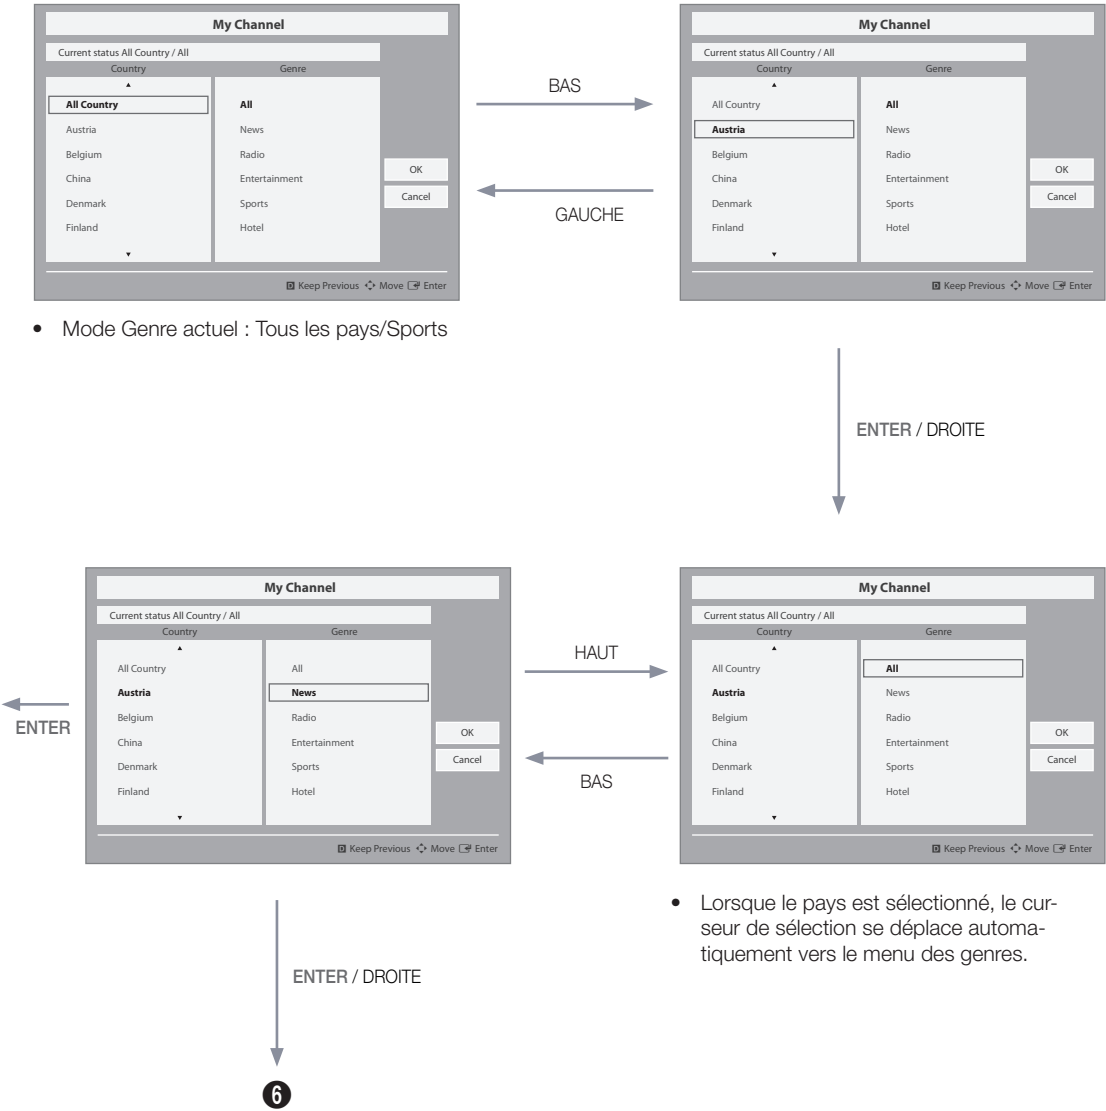 My Channel
Current status All Country / All
Country Genre
▲
All Country All
Austria News
Belgium Radio
China Entertainment
Denmark Sports
Finland Hotel
▼
OK
Cancel
D Keep Previous Move Enter
• Mode Genre actuel : Tous les pays/Sports
BAS
GAUCHE
My Channel
Current status All Country / All
Country Genre
▲
All Country All
Austria News
Belgium Radio
China Entertainment
Denmark Sports
Finland Hotel
▼
OK
Cancel
D Keep Previous Move Enter
ENTER / DROITE
ENTER
My Channel
Current status All Country / All
Country Genre
▲
All Country All
Austria News
Belgium Radio
China Entertainment
Denmark Sports
Finland Hotel
▼
OK
Cancel
D Keep Previous Move Enter
HAUT
BAS
My Channel
Current status All Country / All
Country Genre
▲
All Country All
Austria News
Belgium Radio
China Entertainment
Denmark Sports
Finland Hotel
▼
OK
Cancel
D Keep Previous Move Enter
• Lorsque le pays est sélectionné, le cur-
seur de sélection se déplace automa-
tiquement vers le menu des genres.
ENTER / DROITE
6